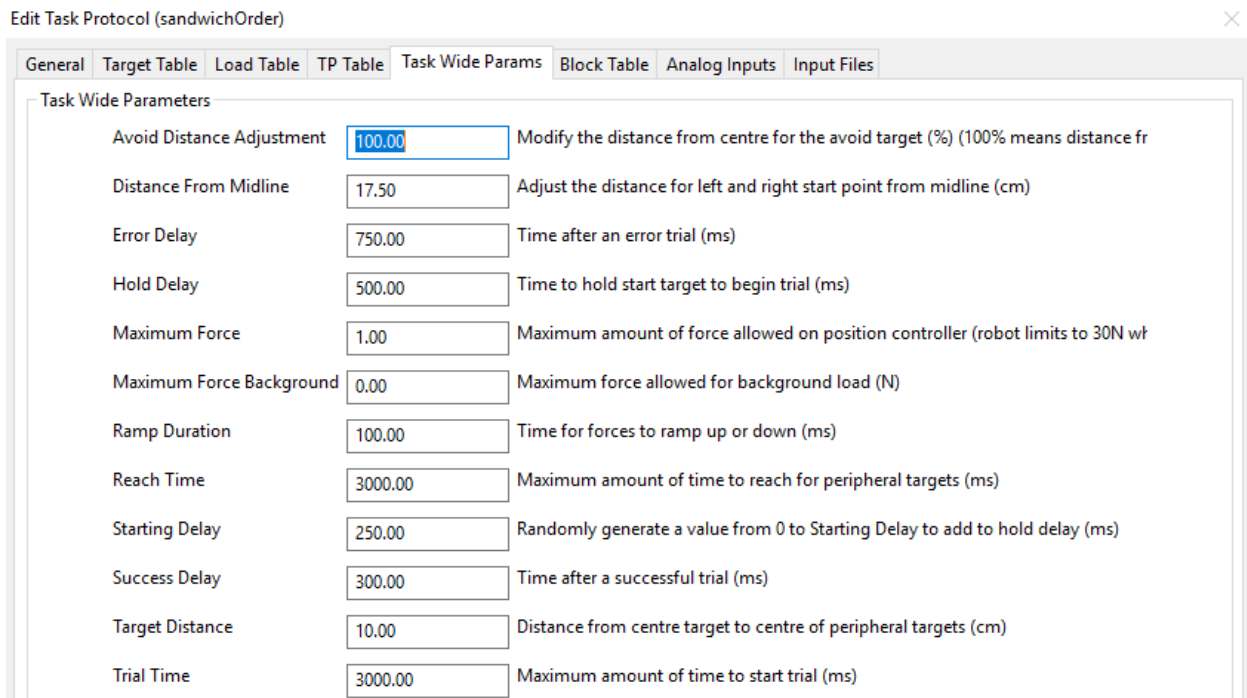 Edit Task Protocol (sandwichOrder)
General Target Table Load Table TP Table Task Wide Params Block Table Analog Inputs Input Files
Task Wide Parameters
Avoid Distance Adjustment 100.00 Modify the distance from centre for the avoid target (%) (100% means distance fr
Distance From Midline 17.50 Adjust the distance for left and right start point from midline (cm)
Error Delay 750.00 Time after an error trial (ms)
Hold Delay 500.00 Time to hold start target to begin trial (ms)
Maximum Force 1.00 Maximum amount of force allowed on position controller (robot limits to 30N wh
Maximum Force Background 0.00 Maximum force allowed for background load (N)
Ramp Duration 100.00 Time for forces to ramp up or down (ms)
Reach Time 3000.00 Maximum amount of time to reach for peripheral targets (ms)
Starting Delay 250.00 Randomly generate a value from 0 to Starting Delay to add to hold delay (ms)
Success Delay 300.00 Time after a successful trial (ms)
Target Distance 10.00 Distance from centre target to centre of peripheral targets (cm)
Trial Time 3000.00 Maximum amount of time to start trial (ms)